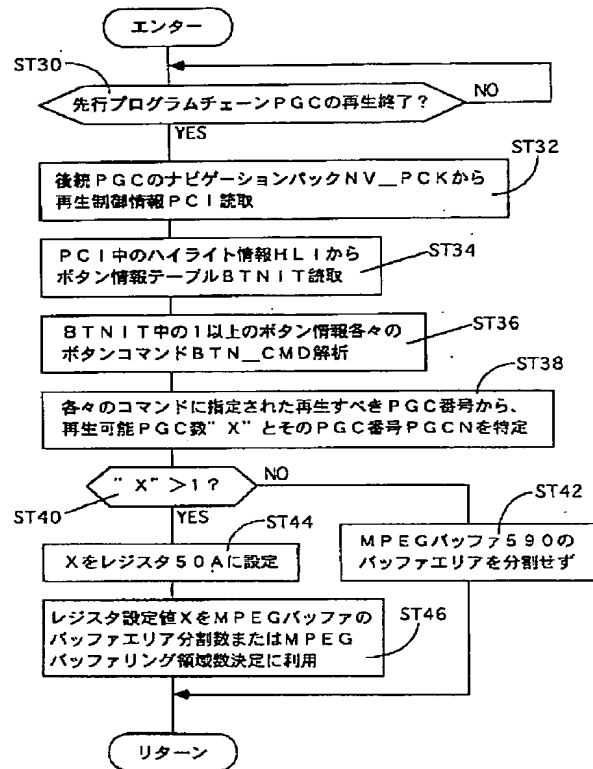 エンター
ST30
先行プログラムチェーンPGCの再生終了?
NO
YES
後続PGCのナビゲーションパックNV__PCKから
再生制御情報PCI読取
ST32
PCI中のハイライト情報HLIから
ボタン情報テーブルBTNIT読取
ST34
BTNIT中の1以上のボタン情報各々の
ボタンコマンドBTN__CMD解析
ST36
ST38
各々のコマンドに指定された再生すべきPGC番号から、
再生可能PGC数"X"とそのPGC番号PGCNを特定
"X">1?
NO
ST40
YES
ST42
MPEGバッファ590の
バッファエリアを分割せず
ST44
Xをレジスタ50Aに設定
レジスタ設定値XをMPEGバッファの
バッファエリア分割数またはMPEG
バッファリング領域数決定に利用
ST46
リターン